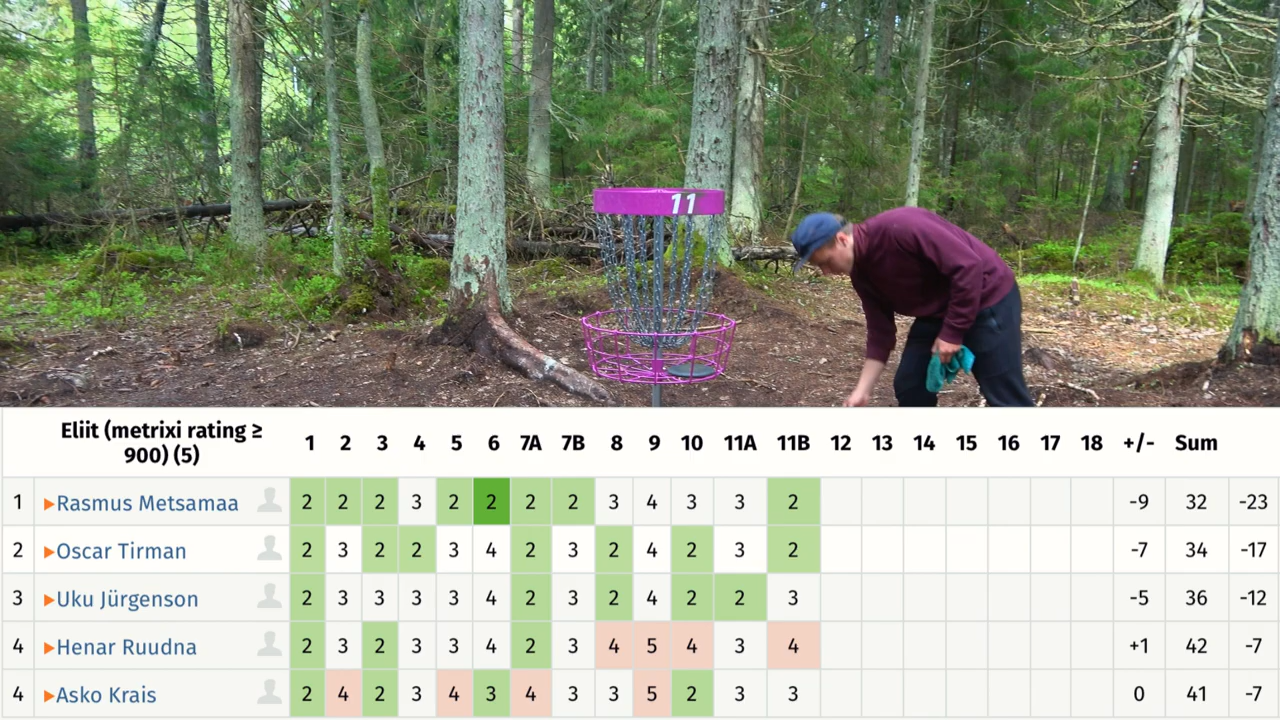 11
Eliit (metrixi rating ≥ 900) (5) 1 2 3 4 5 6 7A 7B 8 9 10 11A 11B 12 13 14 15 16 17 18 +/- Sum
1 Rasmus Metsamaa 2 2 2 3 2 2 2 2 3 4 3 3 2 -9 32 -23
2 Oscar Tirman 2 3 2 2 3 4 2 3 2 4 2 3 2 -7 34 -17
3 Uku Jürgenson 2 3 3 3 3 4 2 3 2 4 2 2 3 -5 36 -12
4 Henar Ruudna 2 3 2 3 3 4 2 3 4 5 4 3 4 +1 42 -7
4 Asko Krais 2 4 2 3 4 3 4 3 3 5 2 3 3 0 41 -7